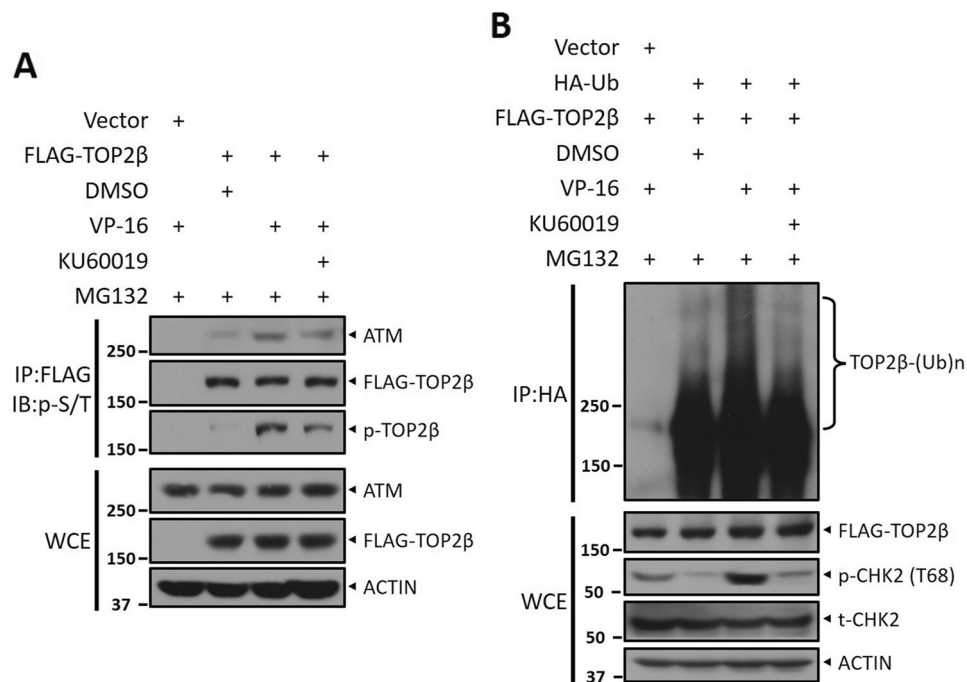 A
Vector +
FLAG-TOP2β + + +
DMSO +
VP-16 + + +
KU60019 +
MG132 + + + +
IP:FLAG
IB:p-S/T
250
ATM
150
FLAG-TOP2β
150
p-TOP2β
WCE
250
ATM
150
FLAG-TOP2β
37
ACTIN
B
Vector +
HA-Ub + + +
FLAG-TOP2β + + + +
DMSO +
VP-16 + + +
KU60019 +
MG132 + + + +
IP:HA
250
150
TOP2β-(Ub)n
WCE
150
FLAG-TOP2β
50
p-CHK2 (T68)
50
t-CHK2
37
ACTIN